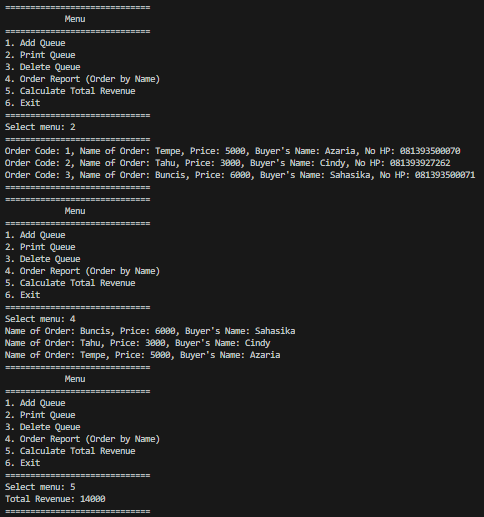 =============================
            Menu
=============================
1. Add Queue
2. Print Queue
3. Delete Queue
4. Order Report (Order by Name)
5. Calculate Total Revenue
6. Exit
=============================
Select menu: 2
=============================
Order Code: 1, Name of Order: Tempe, Price: 5000, Buyer's Name: Azaria, No HP: 081393500070
Order Code: 2, Name of Order: Tahu, Price: 3000, Buyer's Name: Cindy, No HP: 081393927262
Order Code: 3, Name of Order: Buncis, Price: 6000, Buyer's Name: Sahasika, No HP: 081393500071
=============================
=============================
            Menu
=============================
1. Add Queue
2. Print Queue
3. Delete Queue
4. Order Report (Order by Name)
5. Calculate Total Revenue
6. Exit
=============================
Select menu: 4
Name of Order: Buncis, Price: 6000, Buyer's Name: Sahasika
Name of Order: Tahu, Price: 3000, Buyer's Name: Cindy
Name of Order: Tempe, Price: 5000, Buyer's Name: Azaria
=============================
            Menu
=============================
1. Add Queue
2. Print Queue
3. Delete Queue
4. Order Report (Order by Name)
5. Calculate Total Revenue
6. Exit
=============================
Select menu: 5
Total Revenue: 14000
=============================